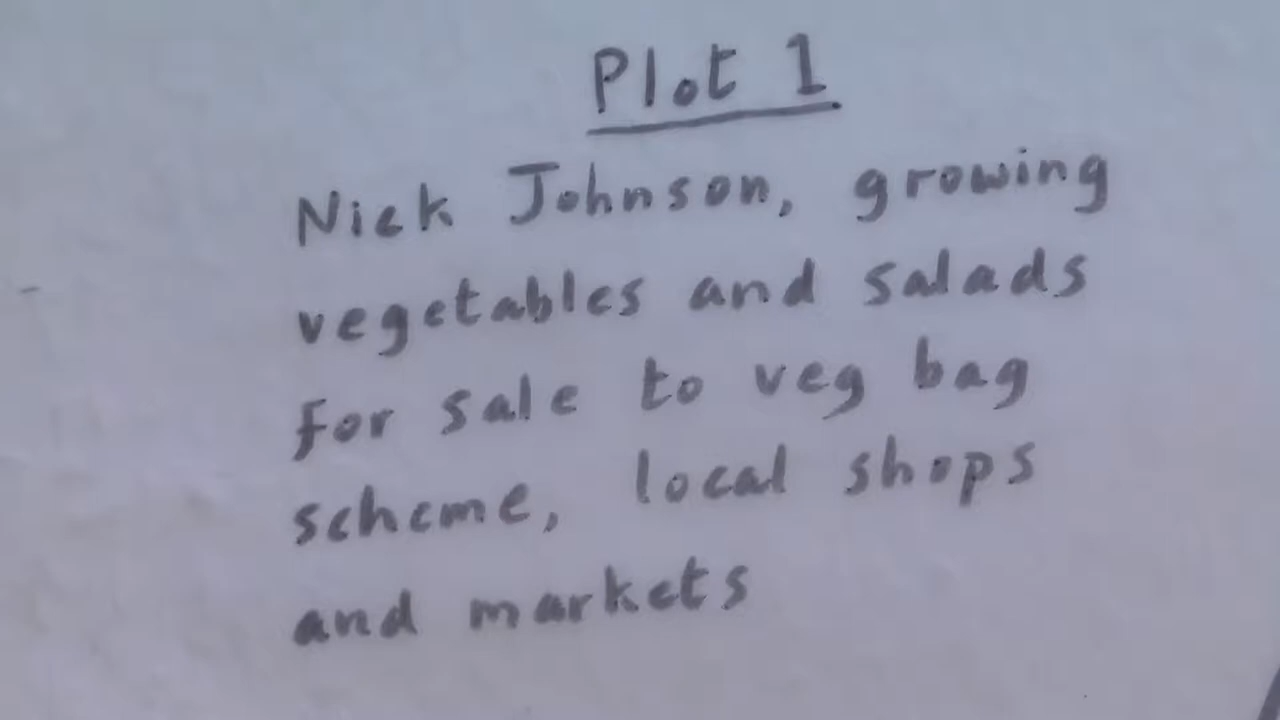 Plot 1
Nick Johnson, growing
vegetables and salads
for sale to veg bag
scheme, local shops
and markets